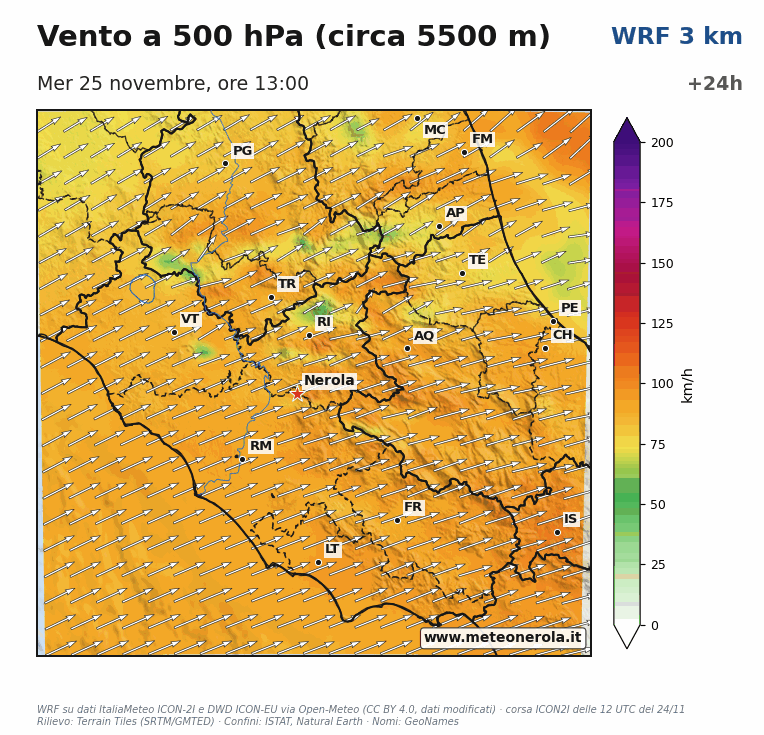 Vento a 500 hPa (circa 5500 m)
WRF 3 km
Mer 25 novembre, ore 13:00
+24h
MC
FM
PG
AP
TE
TR
PE
VT
RI
CH
AQ
Nerola
RM
FR
IS
LT
www.meteonerola.it
200
175
150
125
100
75
50
25
0
km/h
WRF su dati ItaliaMeteo ICON-2I e DWD ICON-EU via Open-Meteo (CC BY 4.0, dati modificati) · corsa ICON2I delle 12 UTC del 24/11
Rilievo: Terrain Tiles (SRTM/GMTED) · Confini: ISTAT, Natural Earth · Nomi: GeoNames